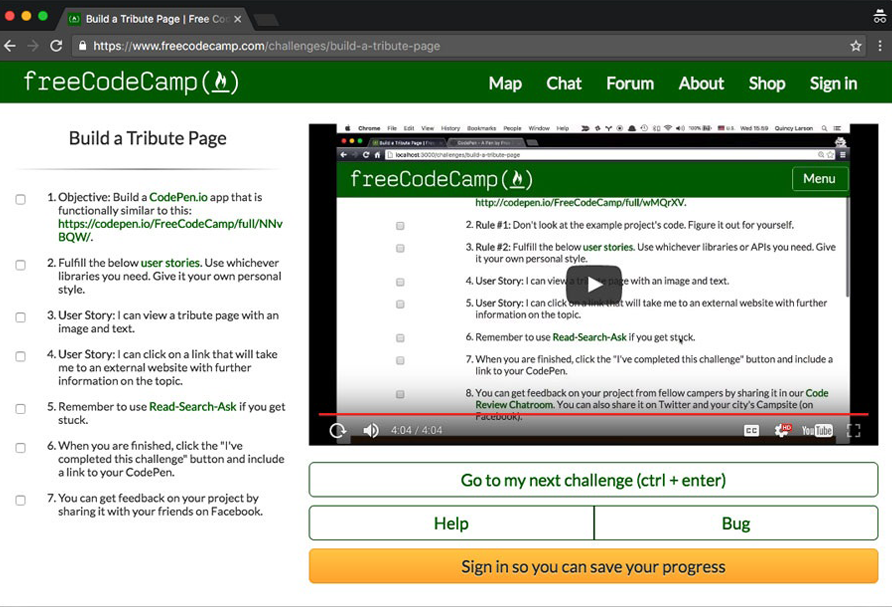 Build a Tribute Page | Free Co
https://www.freecodecamp.com/challenges/build-a-tribute-page
freeCodeCamp
Map Chat Forum About Shop Sign in
Build a Tribute Page
1. Objective: Build a CodePen.io app that is
functionally similar to this:
https://codepen.io/FreeCodeCamp/full/NNv
BQW/.
2. Fulfill the below user stories. Use whichever
libraries you need. Give it your own personal
style.
3. User Story: I can view a tribute page with an
image and text.
4. User Story: I can click on a link that will take
me to an external website with further
information on the topic.
5. Remember to use Read-Search-Ask if you get
stuck.
6. When you are finished, click the "I've
completed this challenge" button and include
a link to your CodePen.
7. You can get feedback on your project by
sharing it with your friends on Facebook.
Chrome File Edit View History Bookmarks People Window Help 100% Wed 15:59 Quincy Larson
Build a Tribute Page | Free CodePen - A Pen by Free
localhost:3000/challenges/build-a-tribute-page
freeCodeCamp
Menu
http://codepen.io/FreeCodeCamp/full/wMQrXV.
2. Rule #1: Don't look at the example project's code. Figure it out for yourself.
3. Rule #2: Fulfill the below user stories. Use whichever libraries or APIs you need. Give
it your own personal style.
4. User Story: I can view a tribute page with an image and text.
5. User Story: I can click on a link that will take me to an external website with further
information on the topic.
6. Remember to use Read-Search-Ask if you get stuck.
7. When you are finished, click the "I've completed this challenge" button and include a
link to your CodePen.
8. You can get feedback on your project from fellow campers by sharing it in our Code
Review Chatroom. You can also share it on Twitter and your city's Campsite (on
Facebook).
4:04 / 4:04 CC HD YouTube
Go to my next challenge (ctrl + enter)
Help Bug
Sign in so you can save your progress